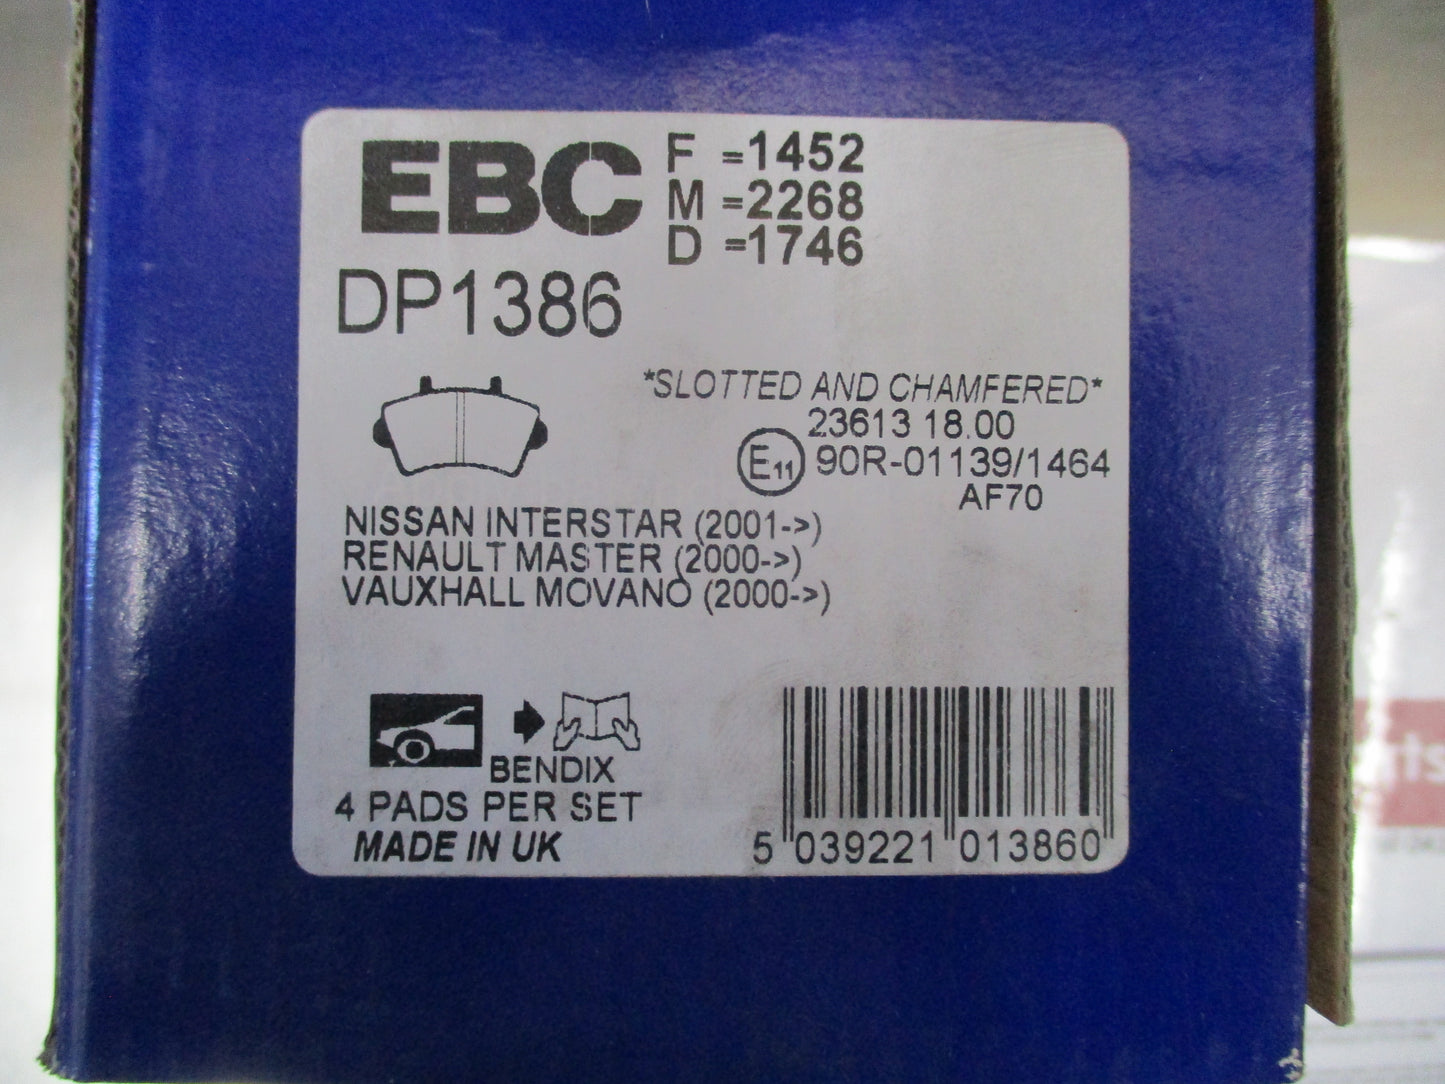 EBC
F =1452
M =2268
D =1746
DP1386
*SLOTTED AND CHAMFERED*
23613 18.00
E11 90R-01139/1464
AF70
NISSAN INTERSTAR (2001->)
RENAULT MASTER (2000->)
VAUXHALL MOVANO (2000->)
BENDIX
4 PADS PER SET
MADE IN UK
5 039221 013860